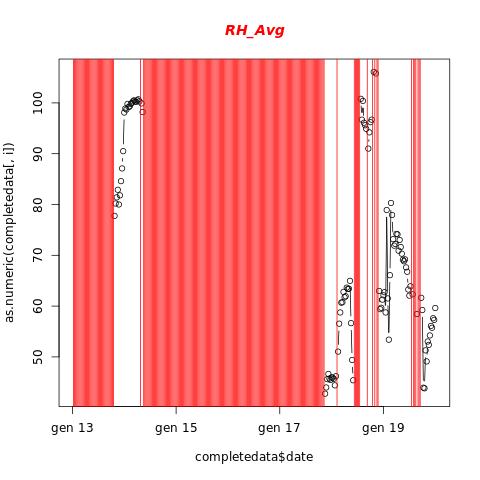 RH_Avg
as.numeric(completedata[, i])
100
90
80
70
60
50
gen 13
gen 15
gen 17
gen 19
completedata$date